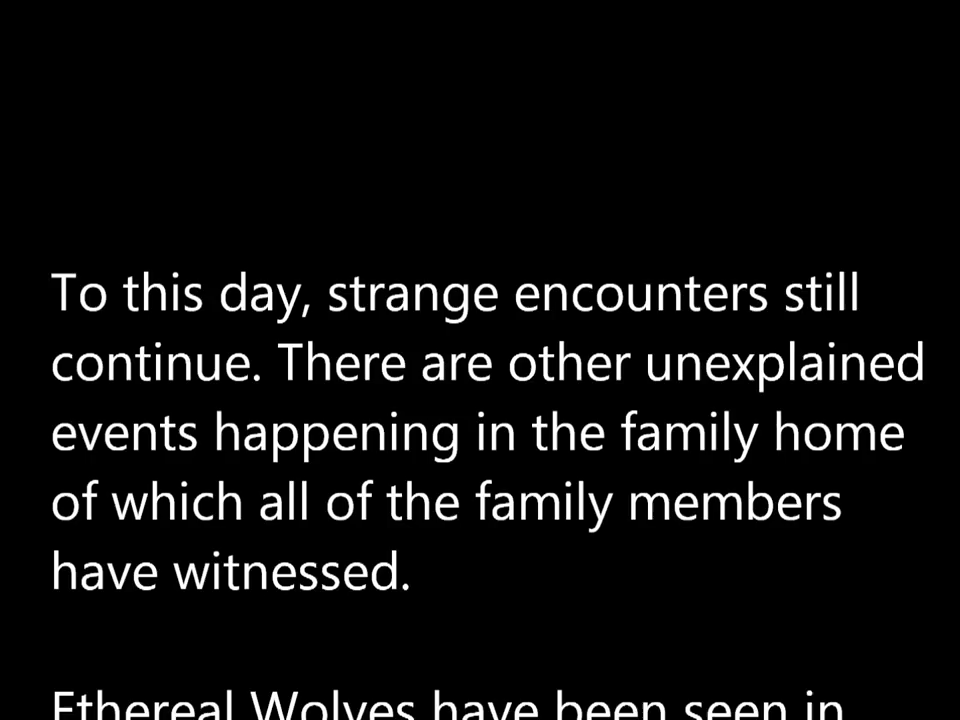 To this day, strange encounters still
continue. There are other unexplained
events happening in the family home
of which all of the family members
have witnessed.
Ethereal Wolves have been seen in